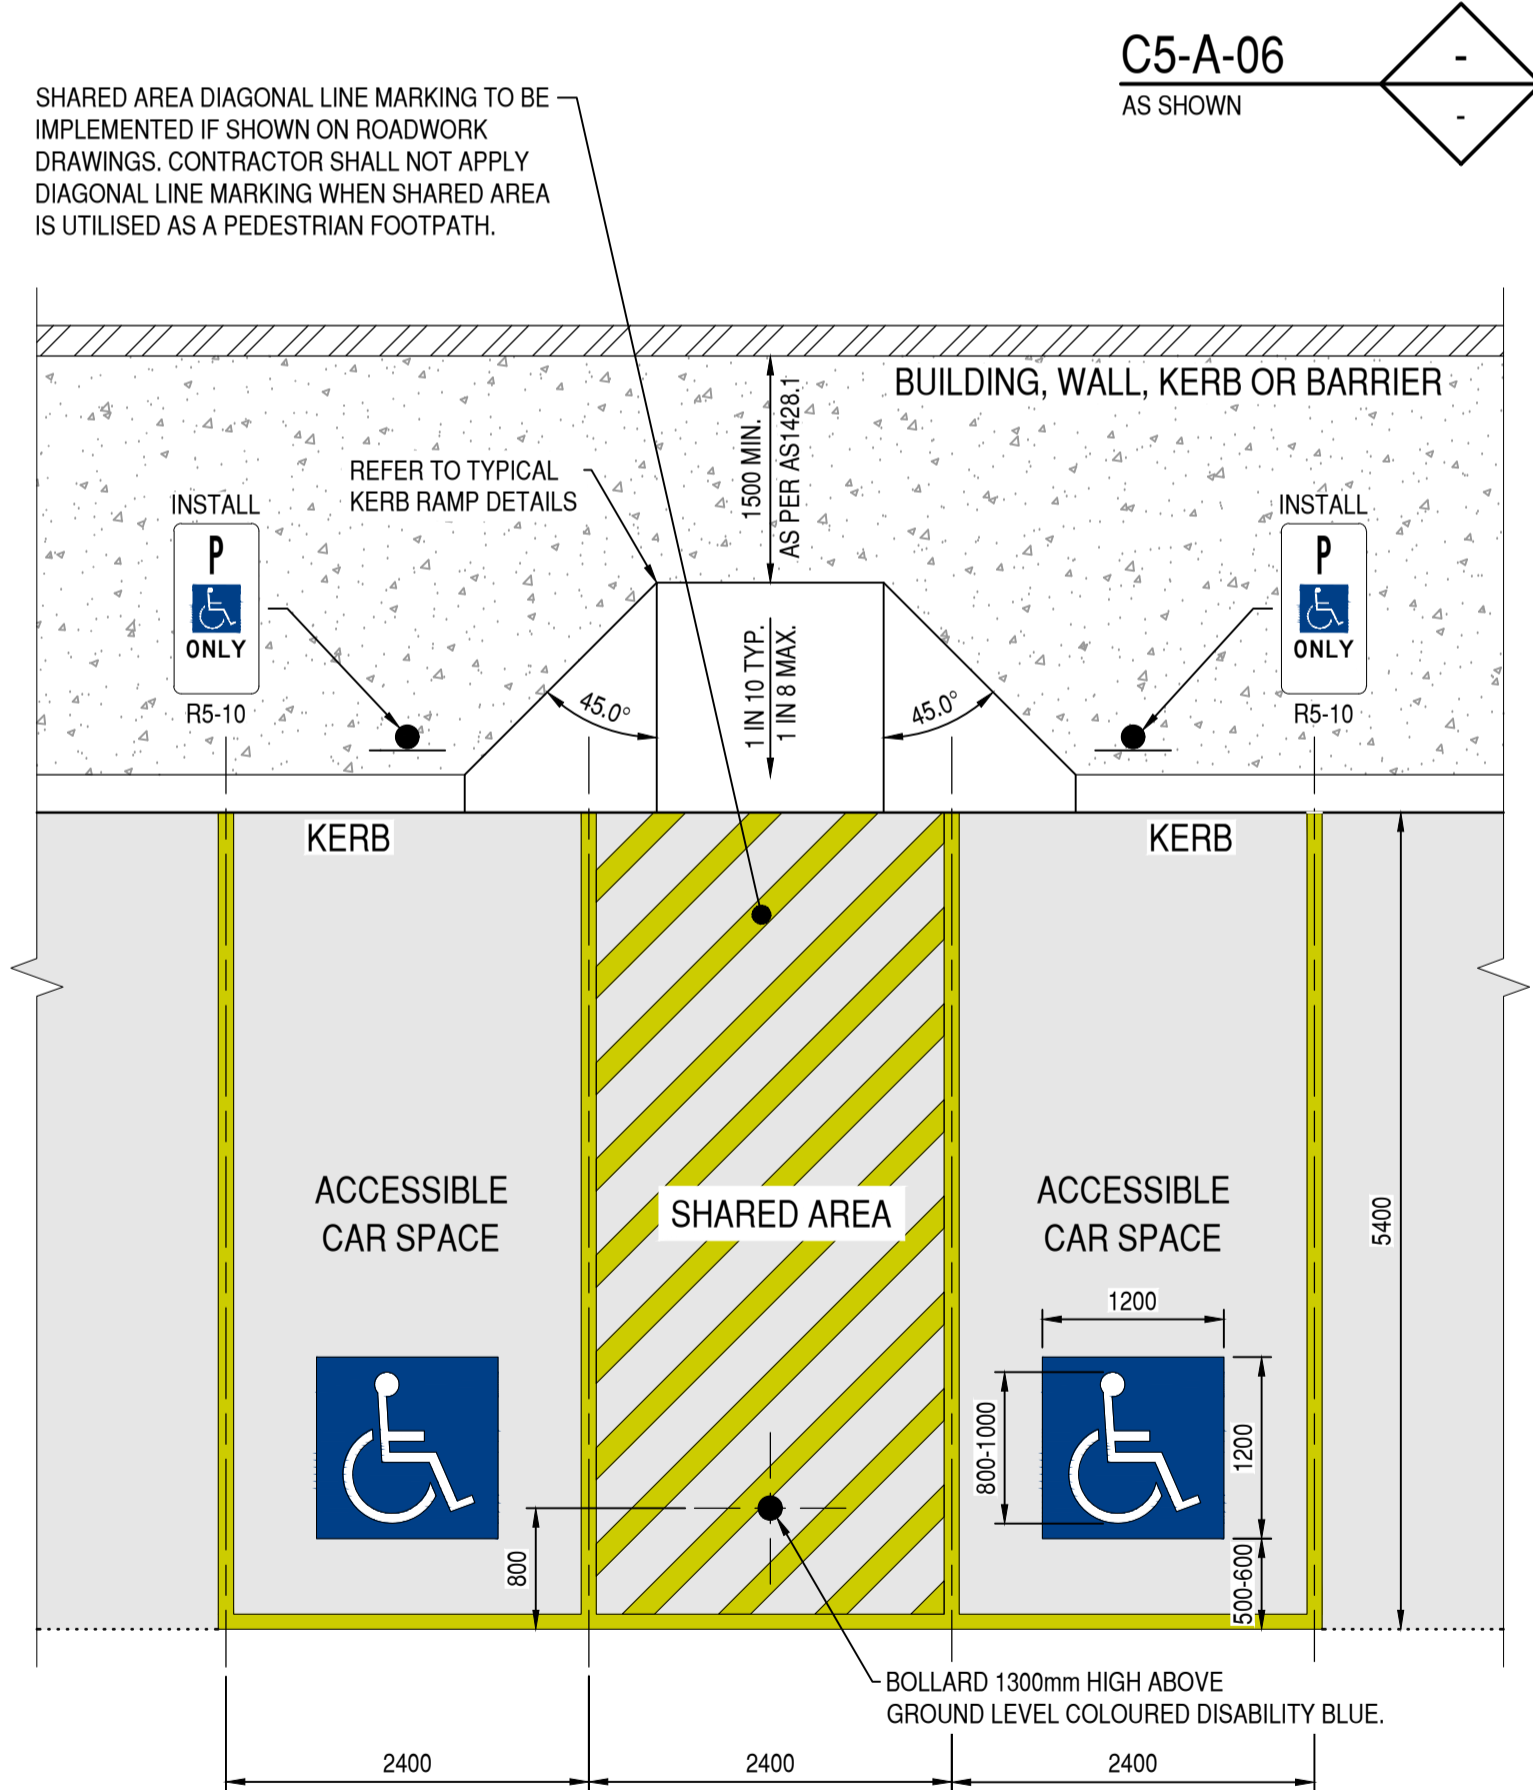 C5-A-06
AS SHOWN
-
-
SHARED AREA DIAGONAL LINE MARKING TO BE
IMPLEMENTED IF SHOWN ON ROADWORK
DRAWINGS. CONTRACTOR SHALL NOT APPLY
DIAGONAL LINE MARKING WHEN SHARED AREA
IS UTILISED AS A PEDESTRIAN FOOTPATH.
BUILDING, WALL, KERB OR BARRIER
1500 MIN.
AS PER AS1428.1
REFER TO TYPICAL
KERB RAMP DETAILS
INSTALL
P
ONLY
R5-10
INSTALL
P
ONLY
R5-10
45.0°
1 IN 10 TYP.
1 IN 8 MAX.
45.0°
KERB
KERB
ACCESSIBLE
CAR SPACE
SHARED AREA
ACCESSIBLE
CAR SPACE
5400
1200
800-1000
1200
800
500-600
BOLLARD 1300mm HIGH ABOVE
GROUND LEVEL COLOURED DISABILITY BLUE.
2400
2400
2400